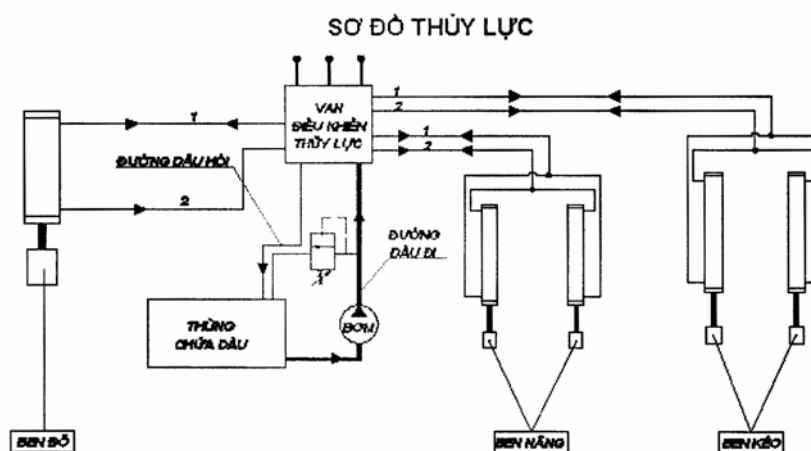 SƠ ĐỒ THỦY LỰC
VAN
ĐIỀU KHIỂN
THỦY LỰC
1
2
1
2
1
2
ĐƯỜNG DẦU HỒI
ĐƯỜNG
DẦU ĐI
BƠM
THÙNG
CHỨA DẦU
BEN ĐỔ
BEN NÂNG
BEN KÉO